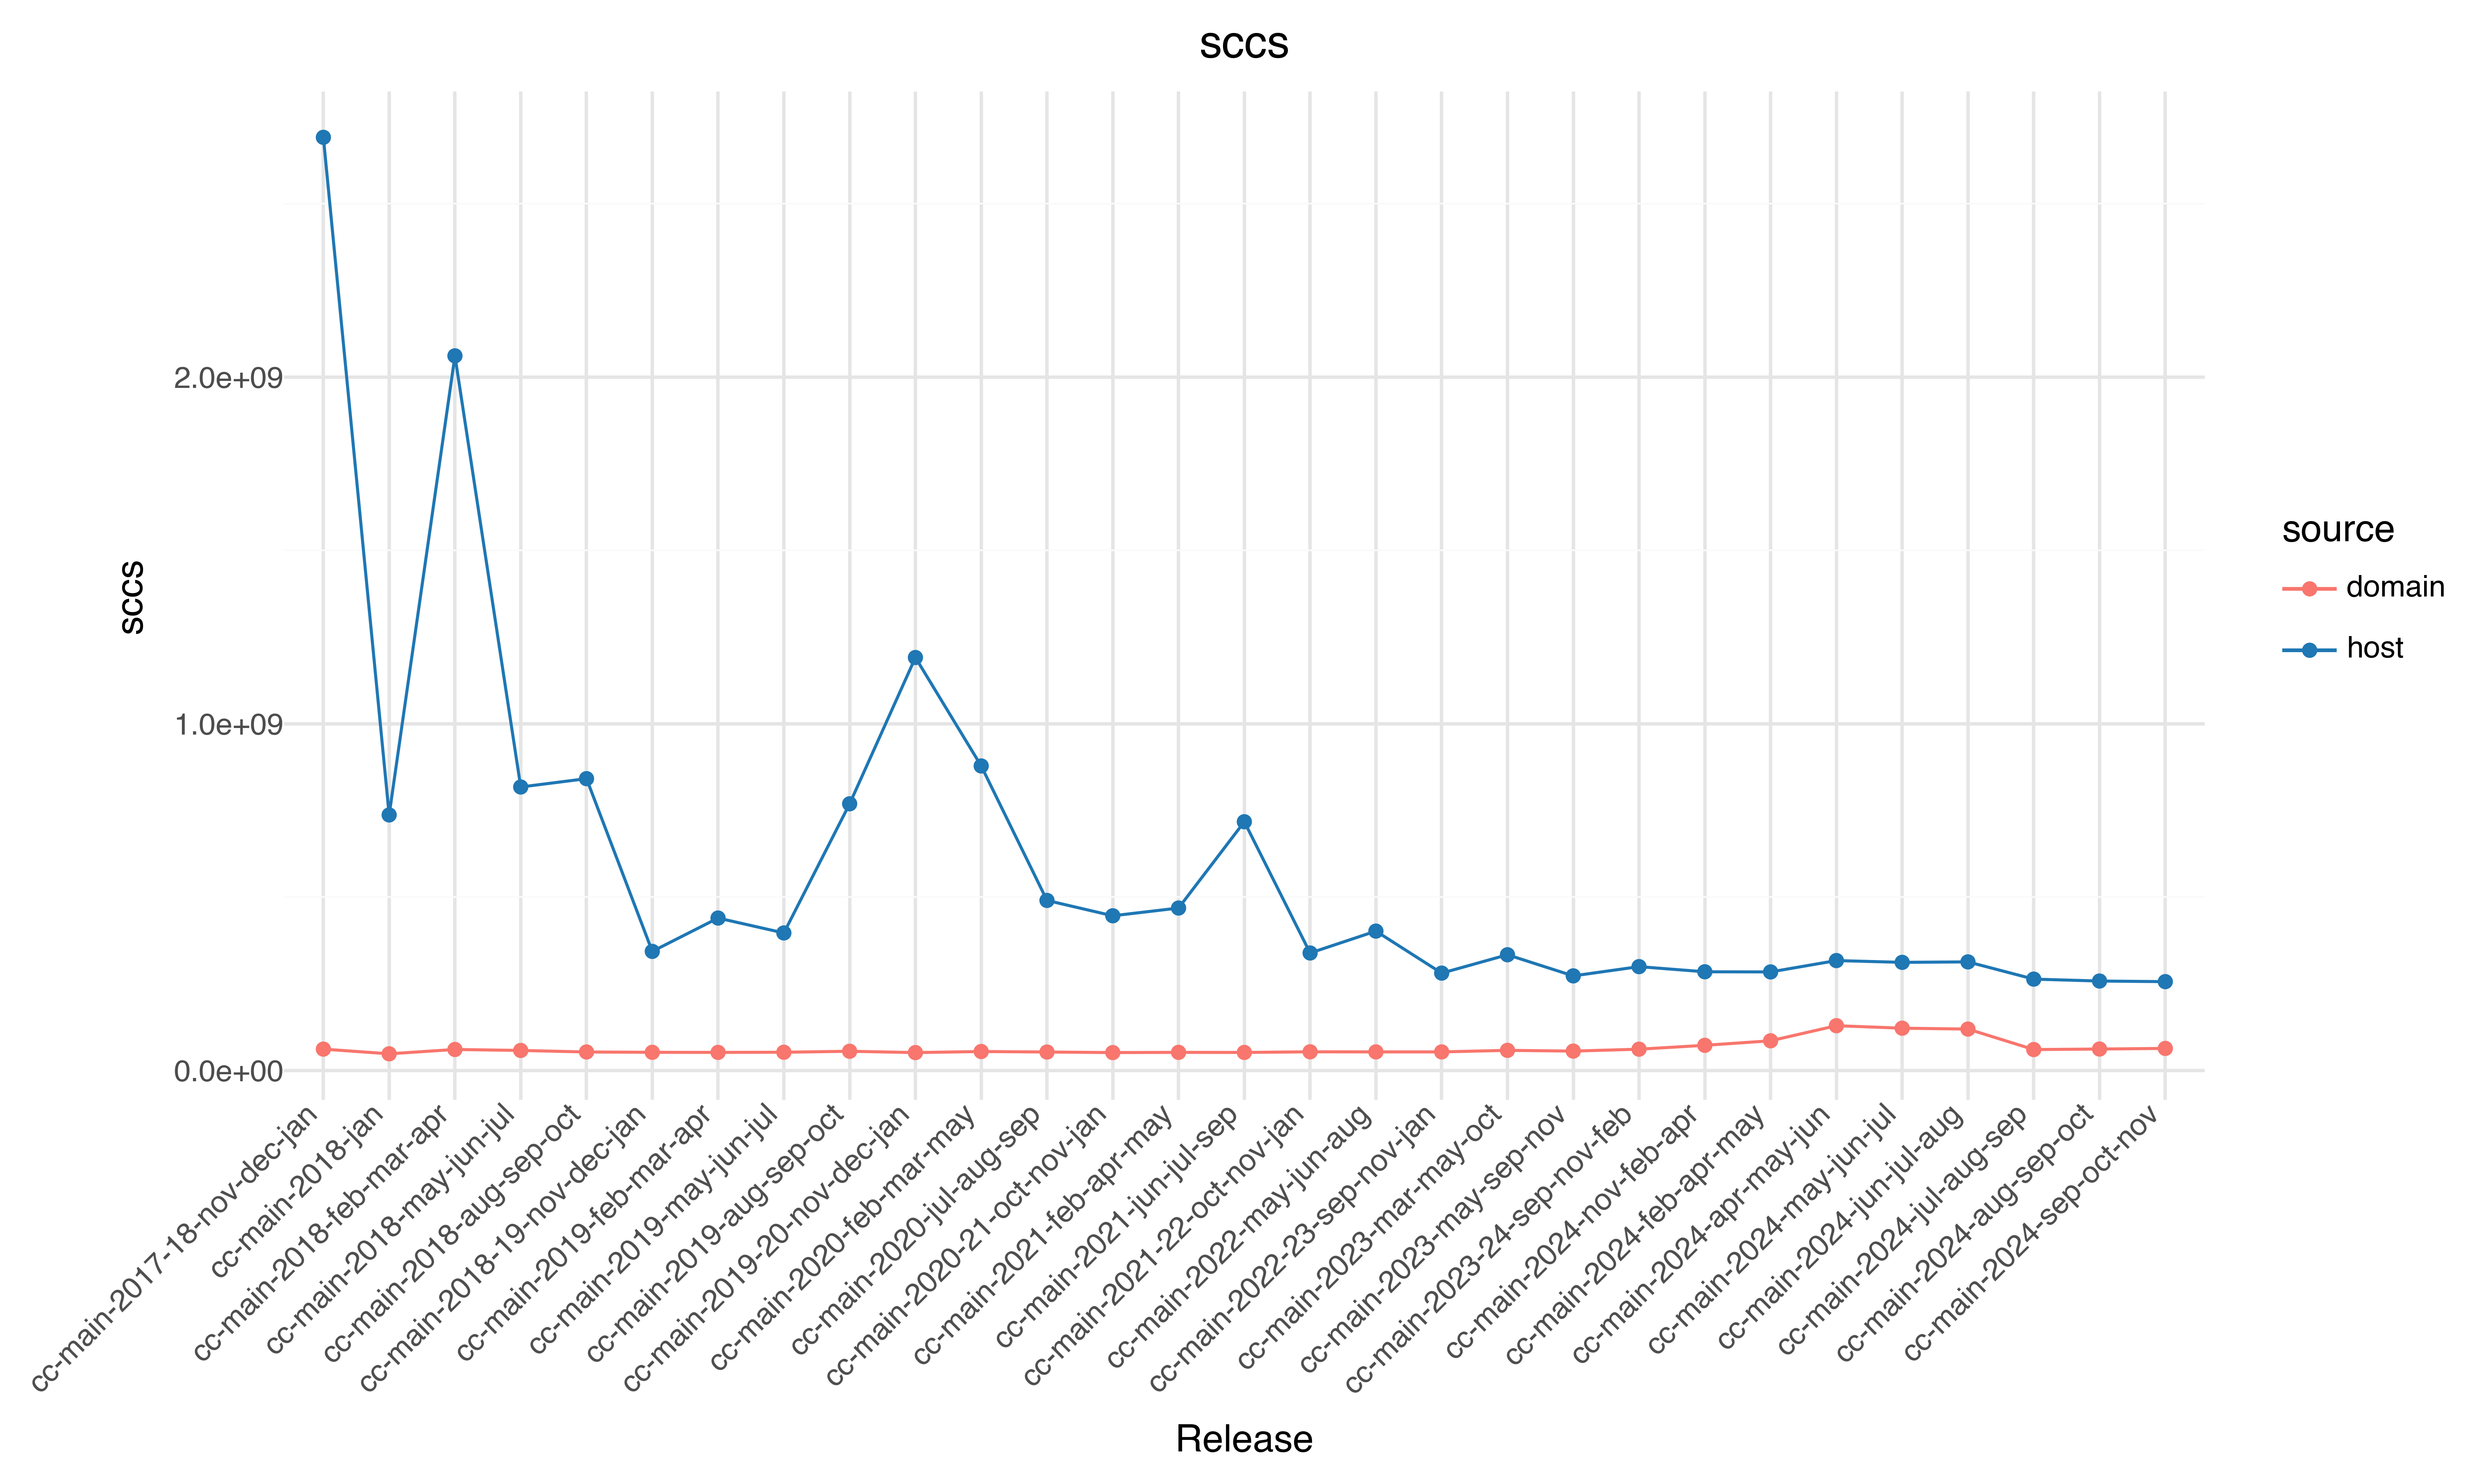 sccs
sccs
2.0e+09
1.0e+09
0.0e+00
cc-main-2017-18-nov-dec-jan
cc-main-2018-jan
cc-main-2018-feb-mar-apr
cc-main-2018-may-jun-jul
cc-main-2018-aug-sep-oct
cc-main-2018-19-nov-dec-jan
cc-main-2019-feb-mar-apr
cc-main-2019-may-jun-jul
cc-main-2019-aug-sep-oct
cc-main-2019-20-nov-dec-jan
cc-main-2020-feb-mar-may
cc-main-2020-jul-aug-sep
cc-main-2020-21-oct-nov-jan
cc-main-2021-feb-apr-may
cc-main-2021-jun-jul-sep
cc-main-2021-22-oct-nov-jan
cc-main-2022-may-jun-aug
cc-main-2022-23-sep-nov-jan
cc-main-2023-mar-may-oct
cc-main-2023-may-sep-nov
cc-main-2023-24-sep-nov-feb
cc-main-2024-nov-feb-apr
cc-main-2024-feb-apr-may
cc-main-2024-apr-may-jun
cc-main-2024-may-jun-jul
cc-main-2024-jun-jul-aug
cc-main-2024-jul-aug-sep
cc-main-2024-aug-sep-oct
cc-main-2024-sep-oct-nov
Release
source
domain
host